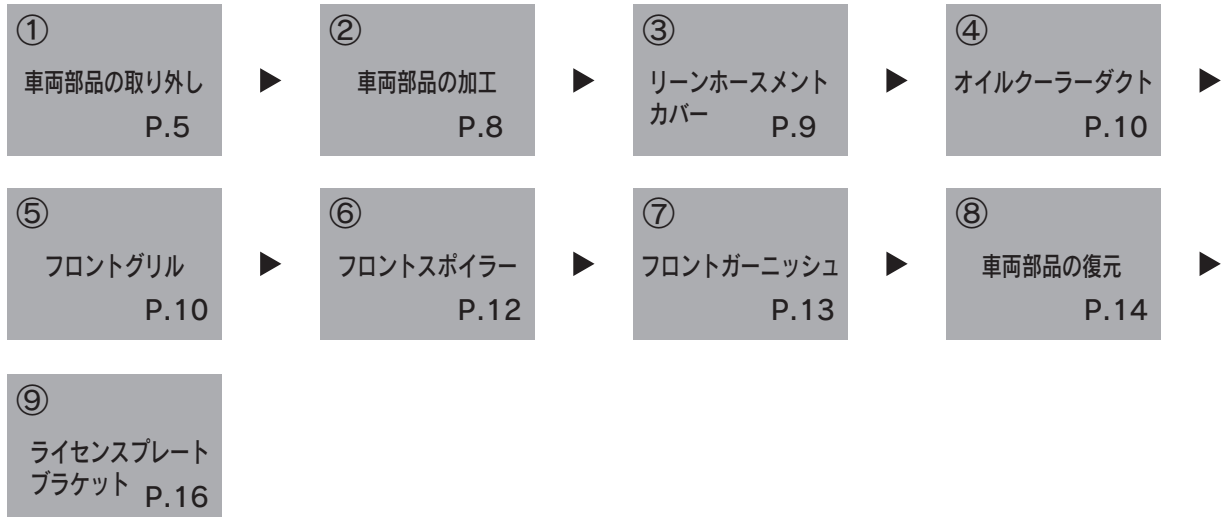 ①
車両部品の取り外し
P.5
▶
②
車両部品の加工
P.8
▶
③
リーンホースメント
カバー P.9
▶
④
オイルクーラーダクト
P.10
▶
⑤
フロントグリル
P.10
▶
⑥
フロントスポイラー
P.12
▶
⑦
フロントガーニッシュ
P.13
▶
⑧
車両部品の復元
P.14
▶
⑨
ライセンスプレート
ブラケット P.16